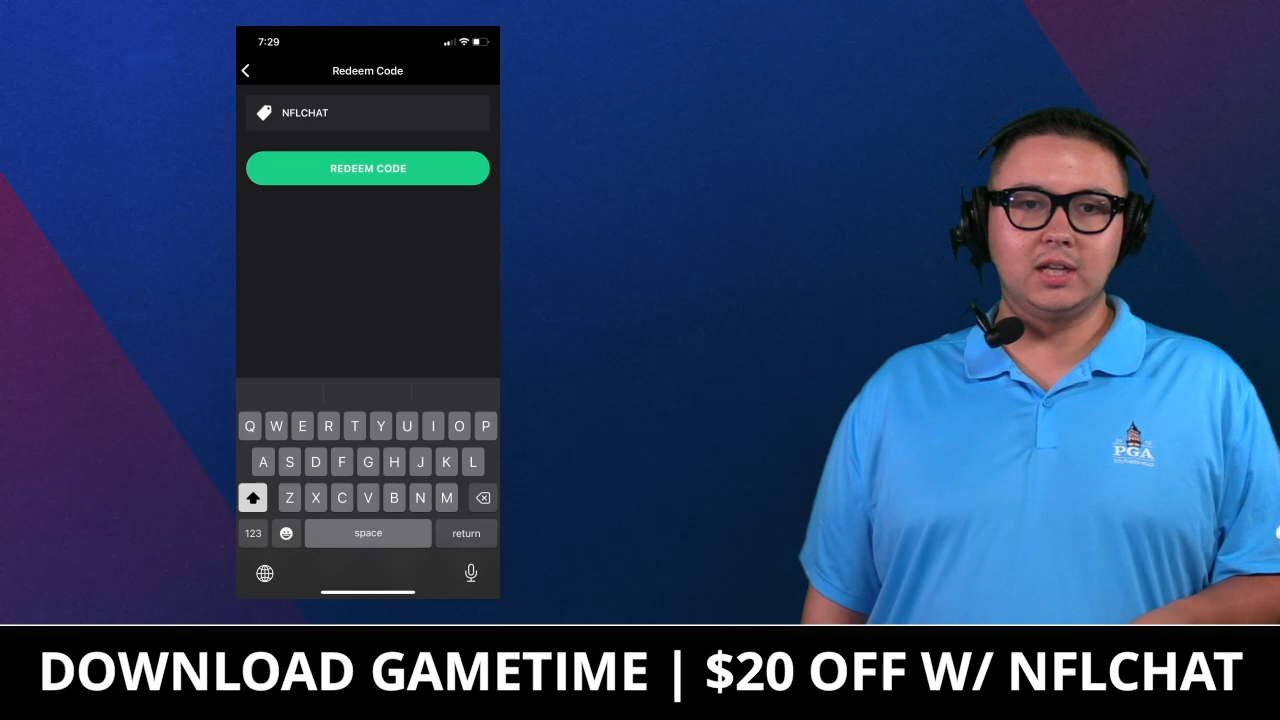 7:29
Redeem Code
NFLCHAT
REDEEM CODE
Q W E R T Y U I O P
A S D F G H J K L
Z X C V B N M
123 space return
PGA
DOWNLOAD GAMETIME | $20 OFF W/ NFLCHAT